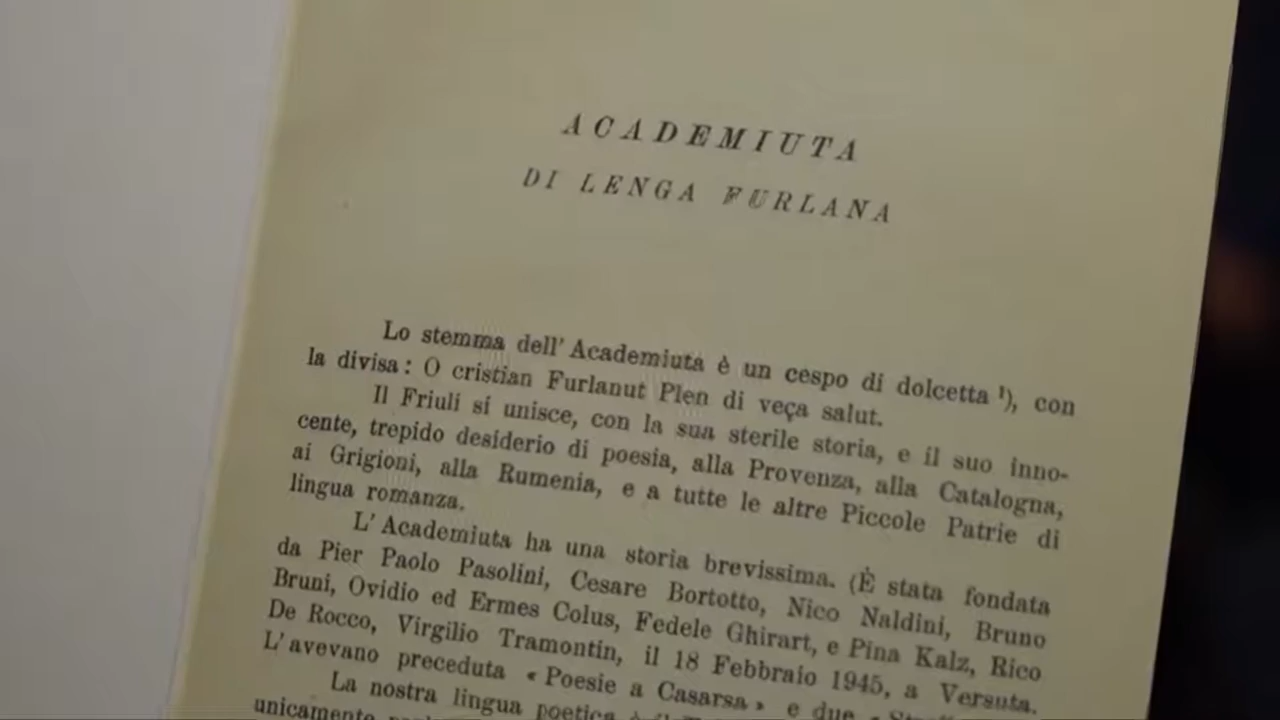 ACADEMIUTA
DI LENGA FURLANA
Lo stemma dell' Academiuta è un cespo di dolcetta ¹), con
la divisa: O cristian Furlanut Plen di veça salut.
Il Friuli si unisce, con la sua sterile storia, e il suo inno-
cente, trepido desiderio di poesia, alla Provenza, alla Catalogna,
ai Grigioni, alla Rumenia, e a tutte le altre Piccole Patrie di
lingua romanza.
L' Academiuta ha una storia brevissima. (È stata fondata
da Pier Paolo Pasolini, Cesare Bortotto, Nico Naldini, Bruno
Bruni, Ovidio ed Ermes Colus, Fedele Ghirart, e Pina Kalz, Rico
De Rocco, Virgilio Tramontin, il 18 Febbraio 1945, a Versuta.
L' avevano preceduta « Poesie a Casarsa » e due «
La nostra lingua poetica è il
unicamente